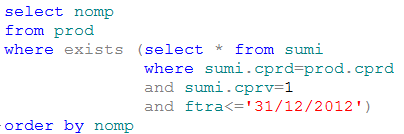 select nomp
from prod
where exists (select * from sumi
where sumi.cprd=prod.cprd
and sumi.cprv=1
and ftra<='31/12/2012')
order by nomp